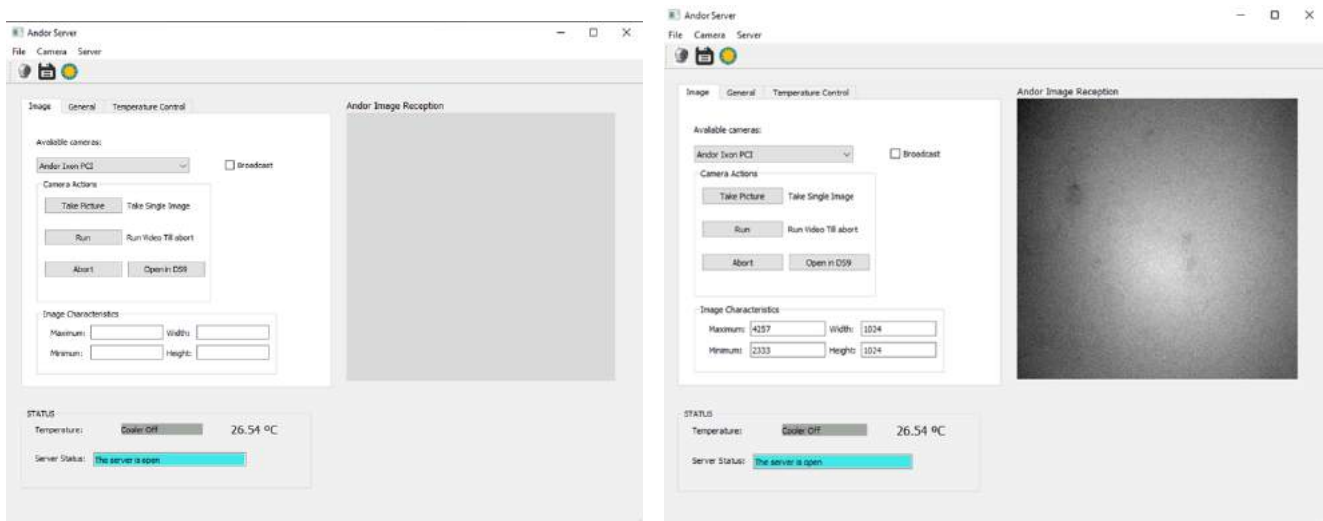 Andor Server
File Camera Server
Image General Temperature Control
Andor Image Reception
Available cameras:
Andor Ixon PCI
Broadcast
Camera Actions
Take Picture Take Single Image
Run Run Video Till abort
Abort Open in DS9
Image Characteristics
Maximum: Width:
Minimum: Height:
STATUS
Temperature: Cooler Off 26.54 ºC
Server Status: The server is open
Andor Server
File Camera Server
Image General Temperature Control
Andor Image Reception
Available cameras:
Andor Ixon PCI
Broadcast
Camera Actions
Take Picture Take Single Image
Run Run Video Till abort
Abort Open in DS9
Image Characteristics
Maximum: 4257 Width: 1024
Minimum: 2333 Height: 1024
STATUS
Temperature: Cooler Off 26.54 ºC
Server Status: The server is open